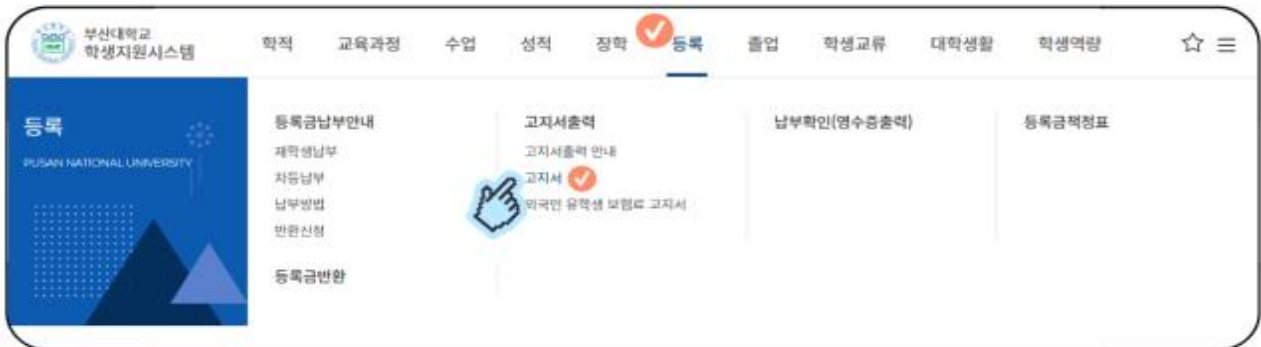 부산대학교
학생지원시스템
학적 교육과정 수업 성적 장학 등록 졸업 학생교류 대학생활 학생역량
등록
PUSAN NATIONAL UNIVERSITY
등록금납부안내
재학생납부
차등납부
납부방법
반환신청
등록금반환
고지서출력
고지서출력 안내
고지서
외국인 유학생 보험료 고지서
납부확인(영수증출력)
등록금책정표